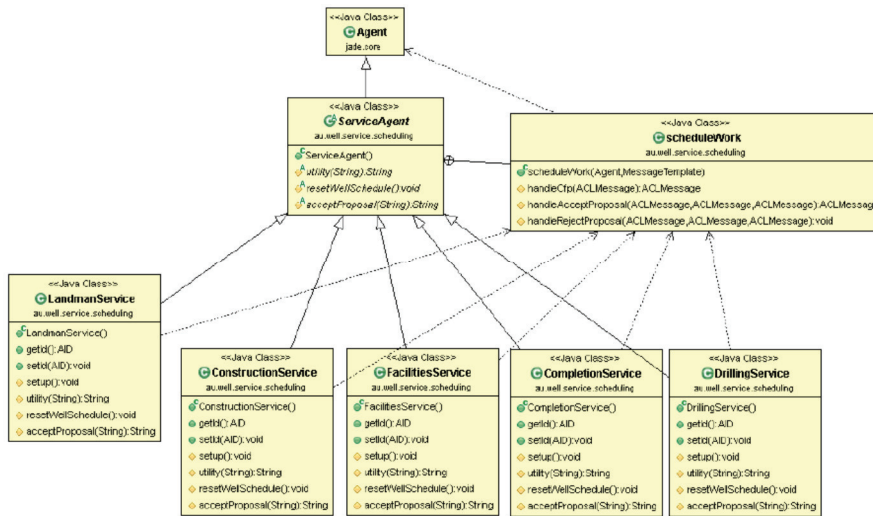 <<Java Class>>
Agent
jade.core
<<Java Class>>
ServiceAgent
au.well.service.scheduling
ServiceAgent()
utility(String):String
resetWellSchedule():void
acceptProposal(String):String
<<Java Class>>
scheduleWork
au.well.service.scheduling
scheduleWork(Agent,MessageTemplate)
handleCfp(ACLMessage):ACLMessage
handleAcceptProposal(ACLMessage,ACLMessage,ACLMessage):ACLMessage
handleRejectProposal(ACLMessage,ACLMessage,ACLMessage):void
<<Java Class>>
LandmanService
au.well.service.scheduling
LandmanService()
getId():AID
setId(AID):void
setup():void
utility(String):String
resetWellSchedule():void
acceptProposal(String):String
<<Java Class>>
ConstructionService
au.well.service.scheduling
ConstructionService()
getId():AID
setId(AID):void
setup():void
utility(String):String
resetWellSchedule():void
acceptProposal(String):String
<<Java Class>>
FacilitiesService
au.well.service.scheduling
FacilitiesService()
getId():AID
setId(AID):void
setup():void
utility(String):String
resetWellSchedule():void
acceptProposal(String):String
<<Java Class>>
CompletionService
au.well.service.scheduling
CompletionService()
getId():AID
setId(AID):void
setup():void
utility(String):String
resetWellSchedule():void
acceptProposal(String):String
<<Java Class>>
DrillingService
au.well.service.scheduling
DrillingService()
getId():AID
setId(AID):void
setup():void
utility(String):String
resetWellSchedule():void
acceptProposal(String):String